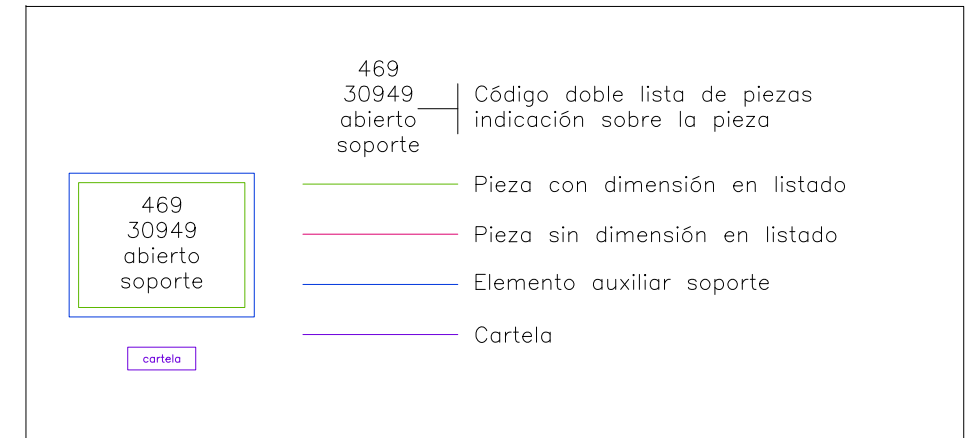 469
30949
abierto
soporte
Código doble lista de piezas
indicación sobre la pieza
469
30949
abierto
soporte
cartela
Pieza con dimensión en listado
Pieza sin dimensión en listado
Elemento auxiliar soporte
Cartela